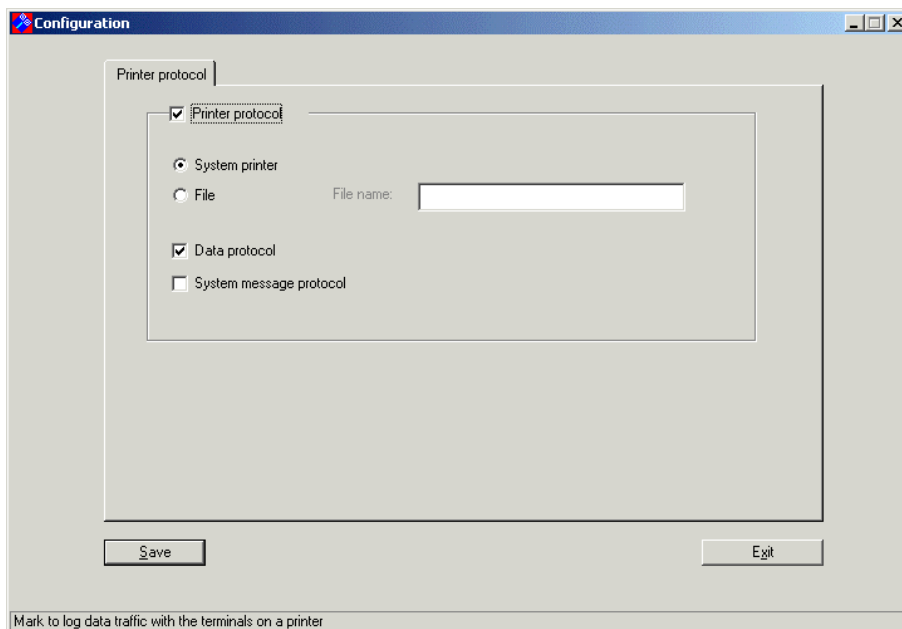 Configuration
Printer protocol
Printer protocol
System printer
File File name:
Data protocol
System message protocol
Save Exit
Mark to log data traffic with the terminals on a printer